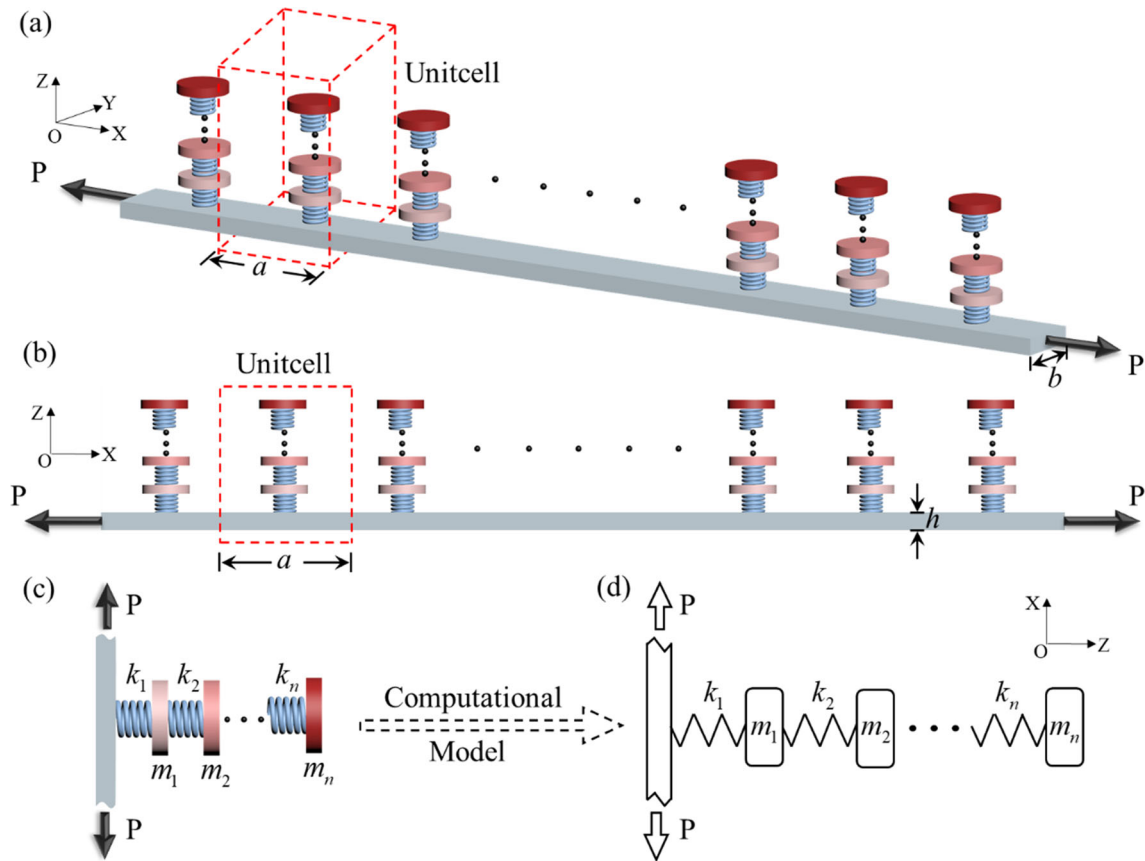 (a)
Unitcell
Z
Y
O
X
P
a
P
b
(b)
Unitcell
Z
O
X
P
P
h
a
(c)
P
k₁ k₂ kₙ
m₁ m₂ mₙ
P
Computational
Model
(d)
P
X
O
Z
k₁ k₂ kₙ
m₁ m₂ mₙ
P